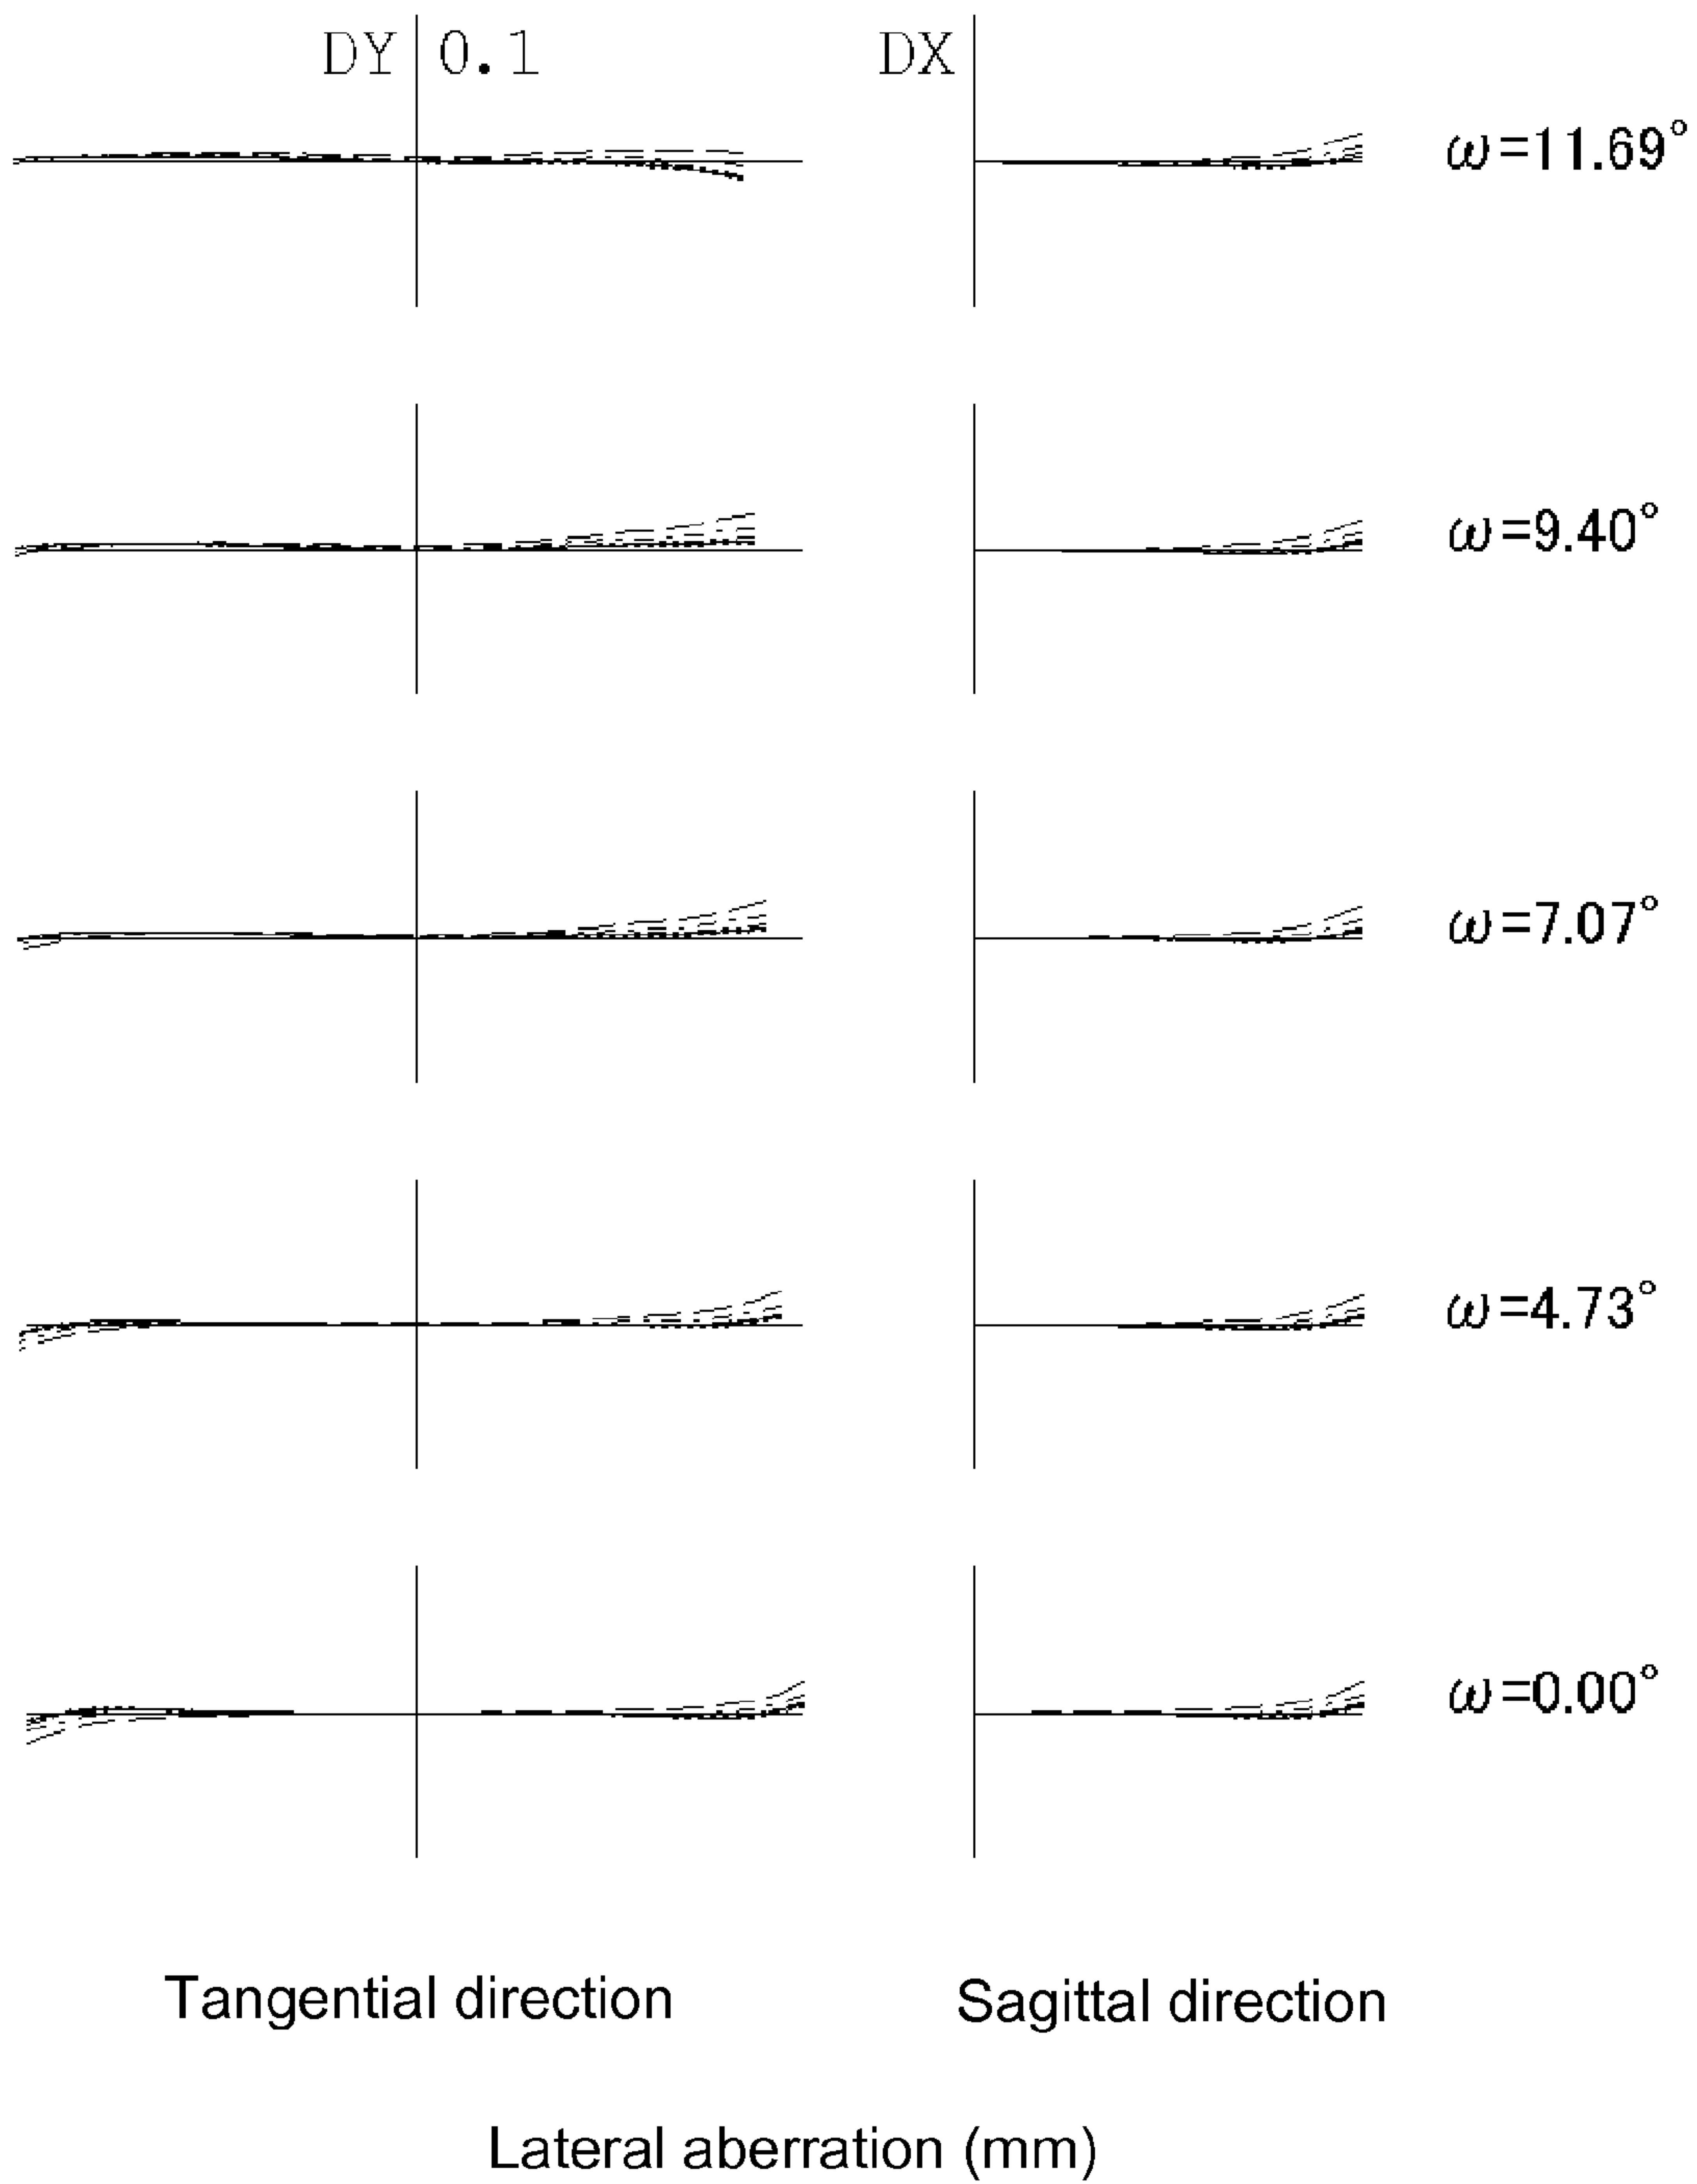 DY 0.1 DX
ω=11.69°
ω=9.40°
ω=7.07°
ω=4.73°
ω=0.00°
Tangential direction Sagittal direction
Lateral aberration (mm)